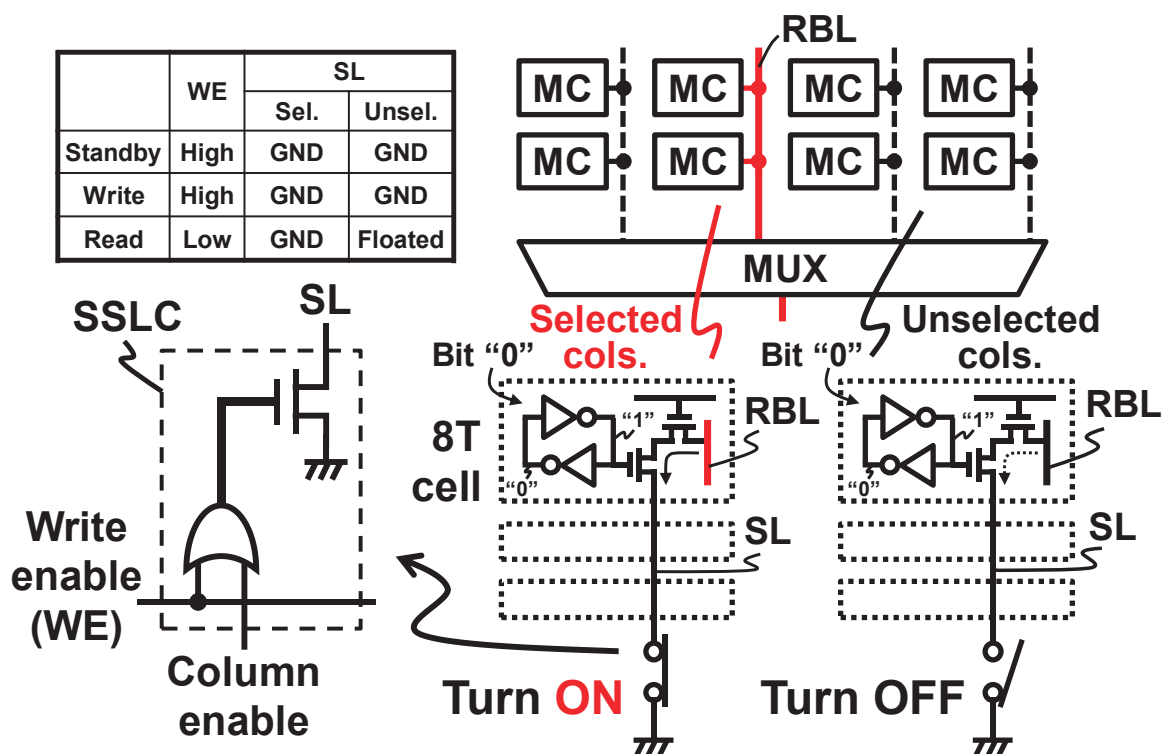 WE
SL
Sel. Unsel.
Standby High GND GND
Write High GND GND
Read Low GND Floated
RBL
MC MC MC MC
MC MC MC MC
MUX
Selected
cols.
Unselected
cols.
SSLC
SL
Write
enable
(WE)
Column
enable
Bit “0”
8T
cell
“1”
“0”
RBL
SL
Turn ON
Bit “0”
“1”
“0”
RBL
SL
Turn OFF